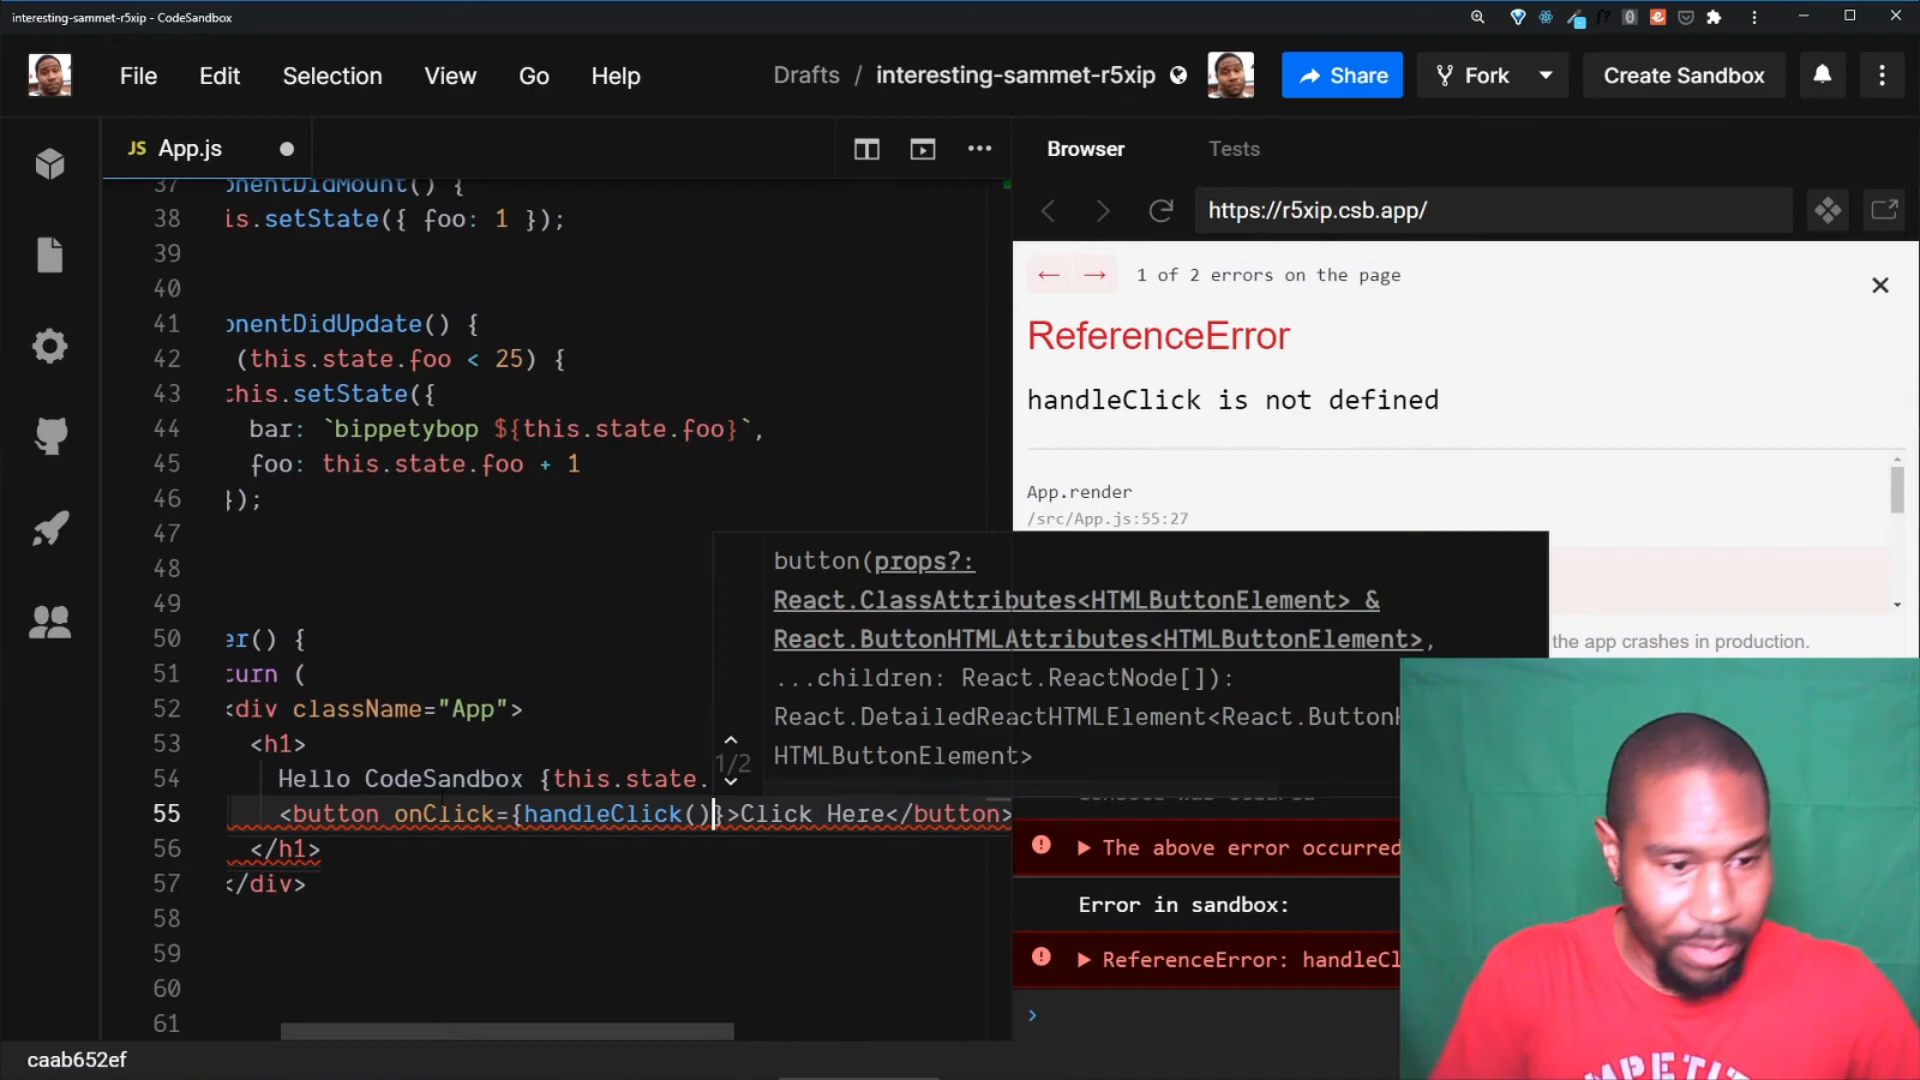 interesting-sammet-r5xip - CodeSandbox
File Edit Selection View Go Help
Drafts / interesting-sammet-r5xip
Share
Fork
Create Sandbox
JS App.js
Browser
Tests
https://r5xip.csb.app/
37 onentDidMount() {
38 is.setState({ foo: 1 });
39
40
41 onentDidUpdate() {
42 (this.state.foo < 25) {
43 this.setState({
44 bar: `bippetybop ${this.state.foo}`,
45 foo: this.state.foo + 1
46 });
47
48
49
50 er() {
51 turn (
52 <div className="App">
53 <h1>
54 Hello CodeSandbox {this.state.
55 <button onClick={handleClick()}>Click Here</button>
56 </h1>
57 </div>
58
59
60
61
button(props?:
React.ClassAttributes<HTMLButtonElement> &
React.ButtonHTMLAttributes<HTMLButtonElement>,
...children: React.ReactNode[]):
React.DetailedReactHTMLElement<React.ButtonH
HTMLButtonElement>
1/2
← → 1 of 2 errors on the page
ReferenceError
handleClick is not defined
App.render
/src/App.js:55:27
the app crashes in production.
The above error occurred
Error in sandbox:
ReferenceError: handleCl
caab652ef